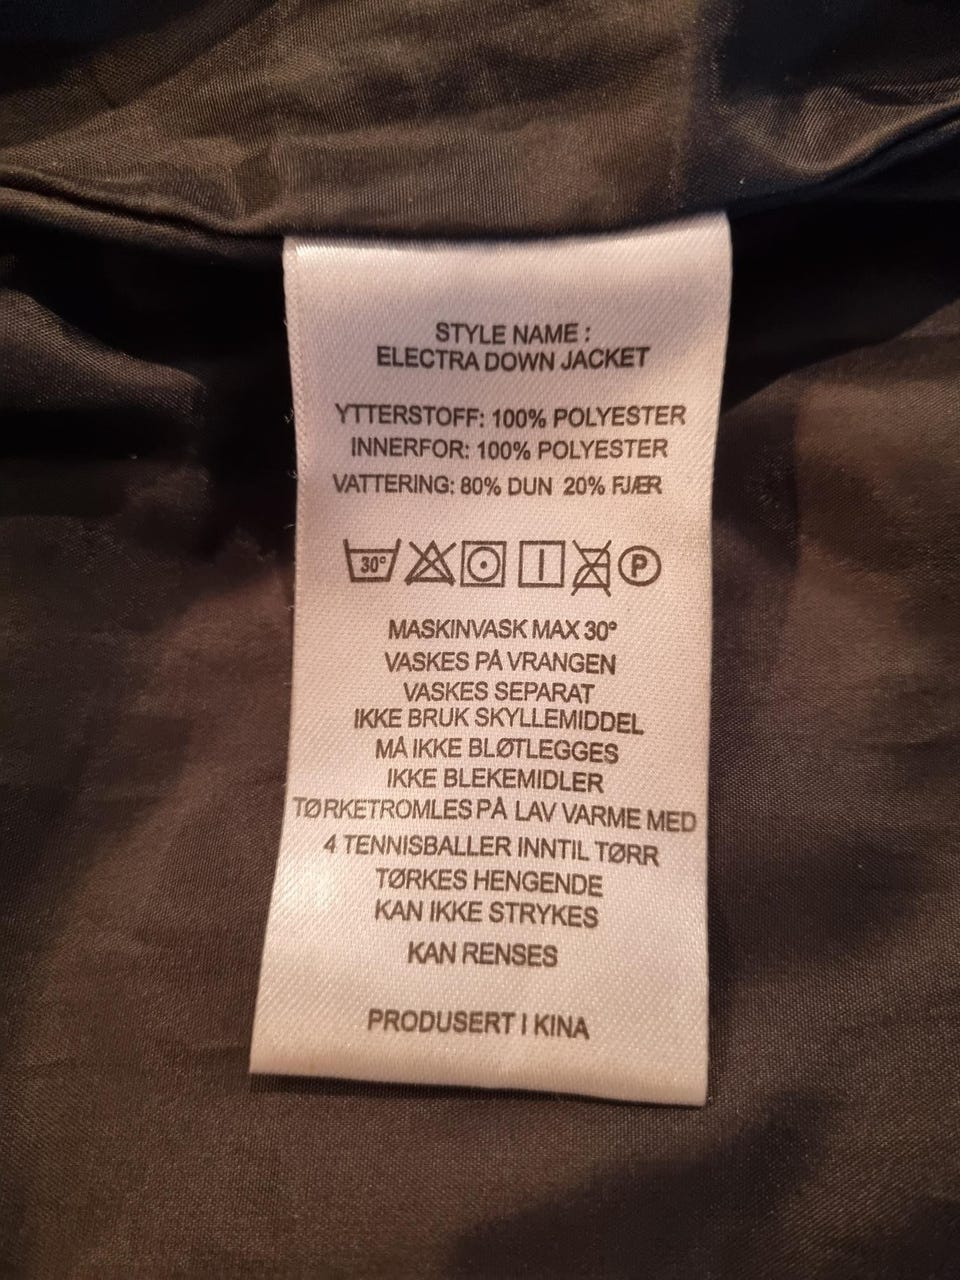 STYLE NAME :
ELECTRA DOWN JACKET
YTTERSTOFF: 100% POLYESTER
INNERFOR: 100% POLYESTER
VATTERING: 80% DUN 20% FJÆR
30° P
MASKINVASK MAX 30°
VASKES PÅ VRANGEN
VASKES SEPARAT
IKKE BRUK SKYLLEMIDDEL
MÅ IKKE BLØTLEGGES
IKKE BLEKEMIDLER
TØRKETROMLES PÅ LAV VARME MED
4 TENNISBALLER INNTIL TØRR
TØRKES HENGENDE
KAN IKKE STRYKES
KAN RENSES
PRODUSERT I KINA